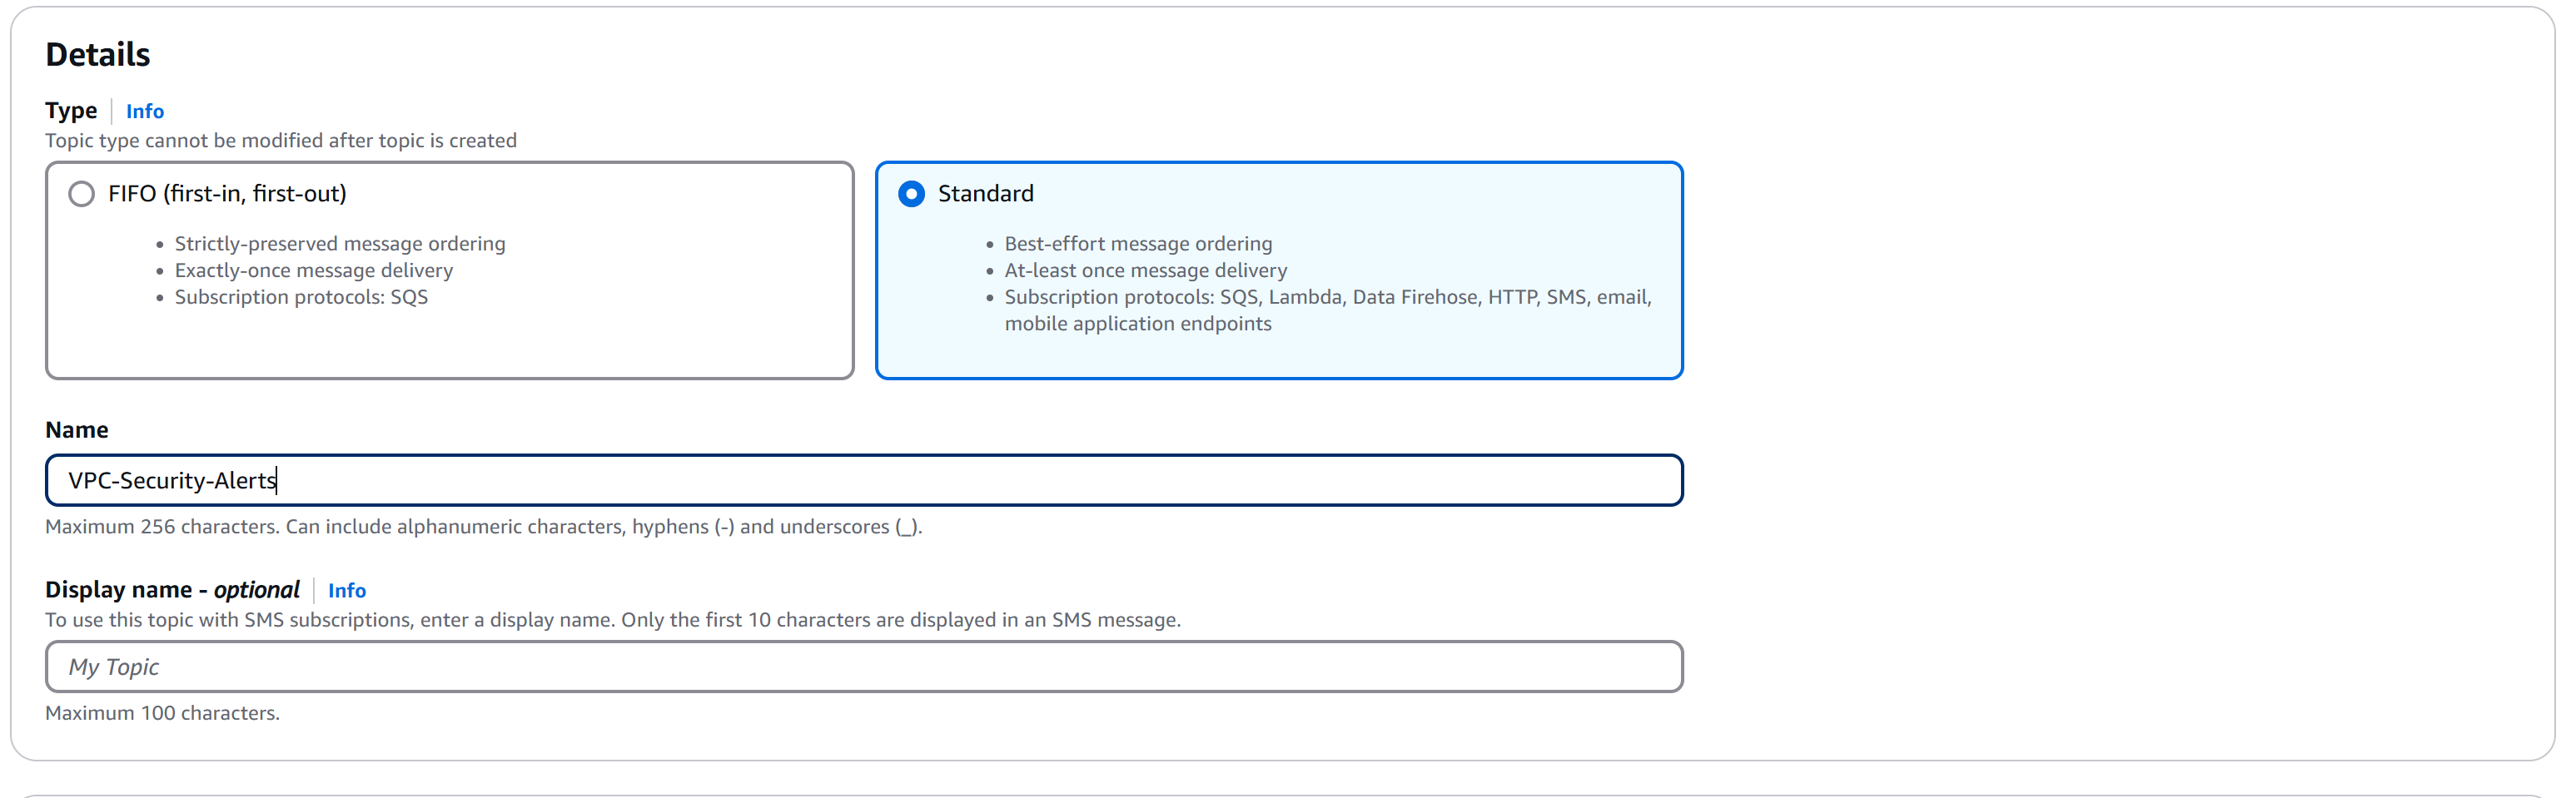 Details
Type Info
Topic type cannot be modified after topic is created
FIFO (first-in, first-out)
• Strictly-preserved message ordering
• Exactly-once message delivery
• Subscription protocols: SQS
Standard
• Best-effort message ordering
• At-least once message delivery
• Subscription protocols: SQS, Lambda, Data Firehose, HTTP, SMS, email,
mobile application endpoints
Name
VPC-Security-Alerts
Maximum 256 characters. Can include alphanumeric characters, hyphens (-) and underscores (_).
Display name - optional Info
To use this topic with SMS subscriptions, enter a display name. Only the first 10 characters are displayed in an SMS message.
My Topic
Maximum 100 characters.